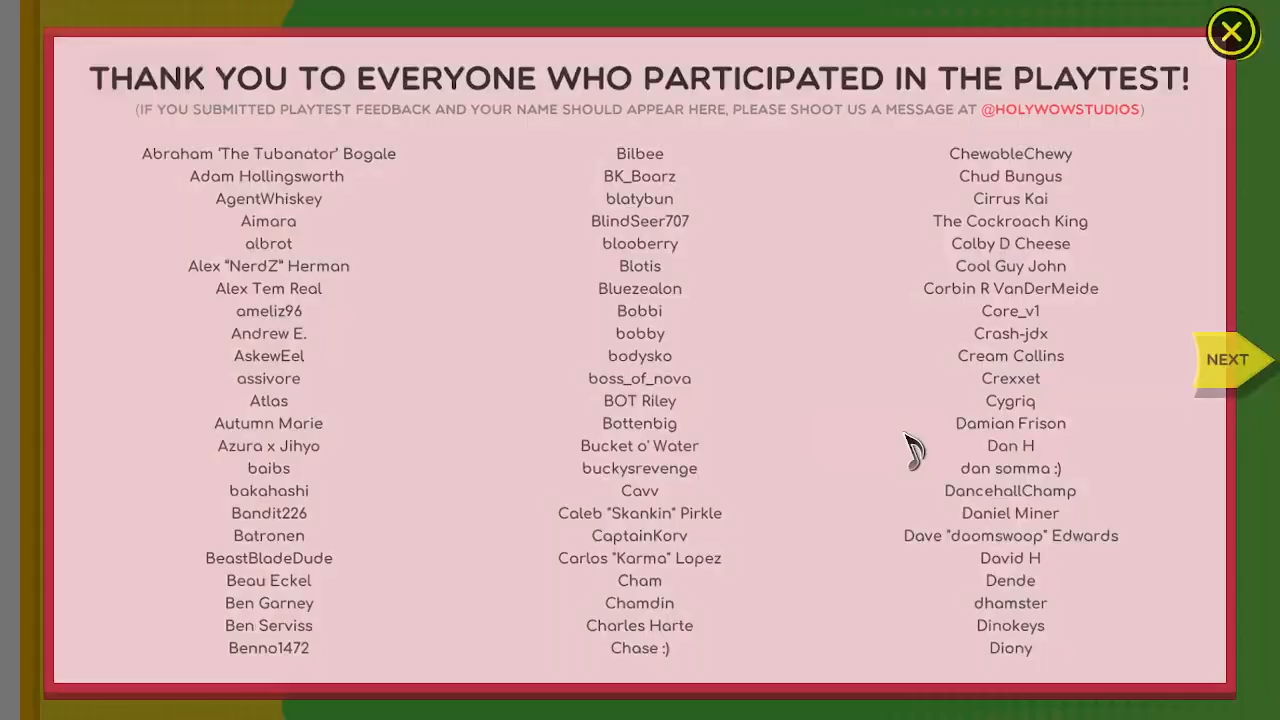 THANK YOU TO EVERYONE WHO PARTICIPATED IN THE PLAYTEST!
(IF YOU SUBMITTED PLAYTEST FEEDBACK AND YOUR NAME SHOULD APPEAR HERE, PLEASE SHOOT US A MESSAGE AT @HOLYWOWSTUDIOS)
Abraham 'The Tubanator' Bogale
Adam Hollingsworth
AgentWhiskey
Aimara
albrot
Alex "NerdZ" Herman
Alex Tem Real
ameliz96
Andrew E.
AskewEel
assivore
Atlas
Autumn Marie
Azura x Jihyo
baibs
bakahashi
Bandit226
Batronen
BeastBladeDude
Beau Eckel
Ben Garney
Ben Serviss
Benno1472
Bilbee
BK_Boarz
blatybun
BlindSeer707
blooberry
Blotis
Bluezealon
Bobbi
bobby
bodysko
boss_of_nova
BOT Riley
Bottenbig
Bucket o' Water
buckysrevenge
Cavv
Caleb "Skankin" Pirkle
CaptainKorv
Carlos "Karma" Lopez
Cham
Chamdin
Charles Harte
Chase :)
ChewableChewy
Chud Bungus
Cirrus Kai
The Cockroach King
Colby D Cheese
Cool Guy John
Corbin R VanDerMeide
Core_v1
Crash-jdx
Cream Collins
Crexxet
Cygriq
Damian Frison
Dan H
dan somma :)
DancehallChamp
Daniel Miner
Dave "doomswoop" Edwards
David H
Dende
dhamster
Dinokeys
Diony
NEXT